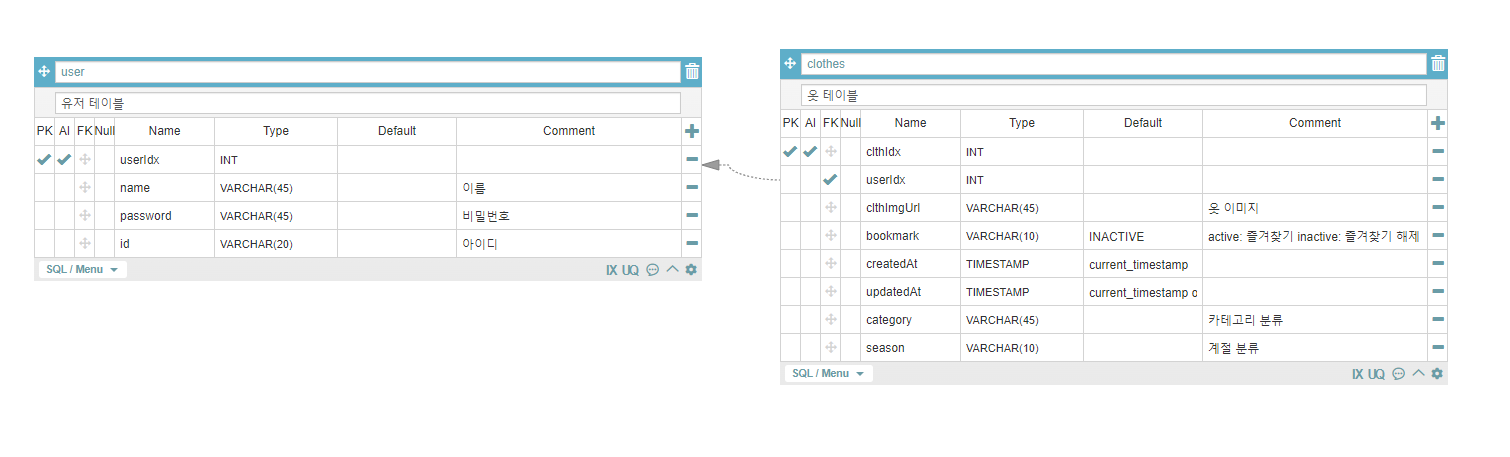 user
유저 테이블
PK AI FK Null Name Type Default Comment
userIdx INT
name VARCHAR(45) 이름
password VARCHAR(45) 비밀번호
id VARCHAR(20) 아이디
SQL / Menu IX UQ
clothes
옷 테이블
PK AI FK Null Name Type Default Comment
clthIdx INT
userIdx INT
clthImgUrl VARCHAR(45) 옷 이미지
bookmark VARCHAR(10) INACTIVE active: 즐겨찾기 inactive: 즐겨찾기 해제
createdAt TIMESTAMP current_timestamp
updatedAt TIMESTAMP current_timestamp o
category VARCHAR(45) 카테고리 분류
season VARCHAR(10) 계절 분류
SQL / Menu IX UQ